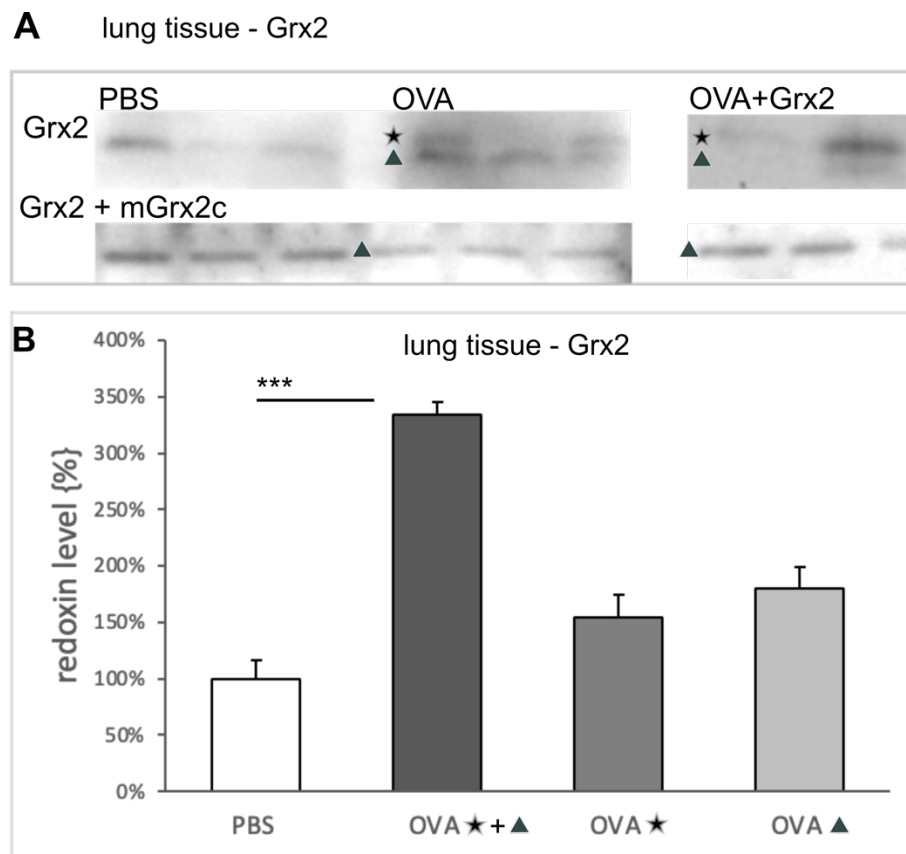 A lung tissue - Grx2
PBS OVA OVA+Grx2
Grx2 ★ ★
▲ ▲
Grx2 + mGrx2c
▲ ▲
B lung tissue - Grx2
400%
***
350%
300%
250%
200%
150%
100%
50%
0%
redoxin level {%}
PBS OVA★+▲ OVA★ OVA▲